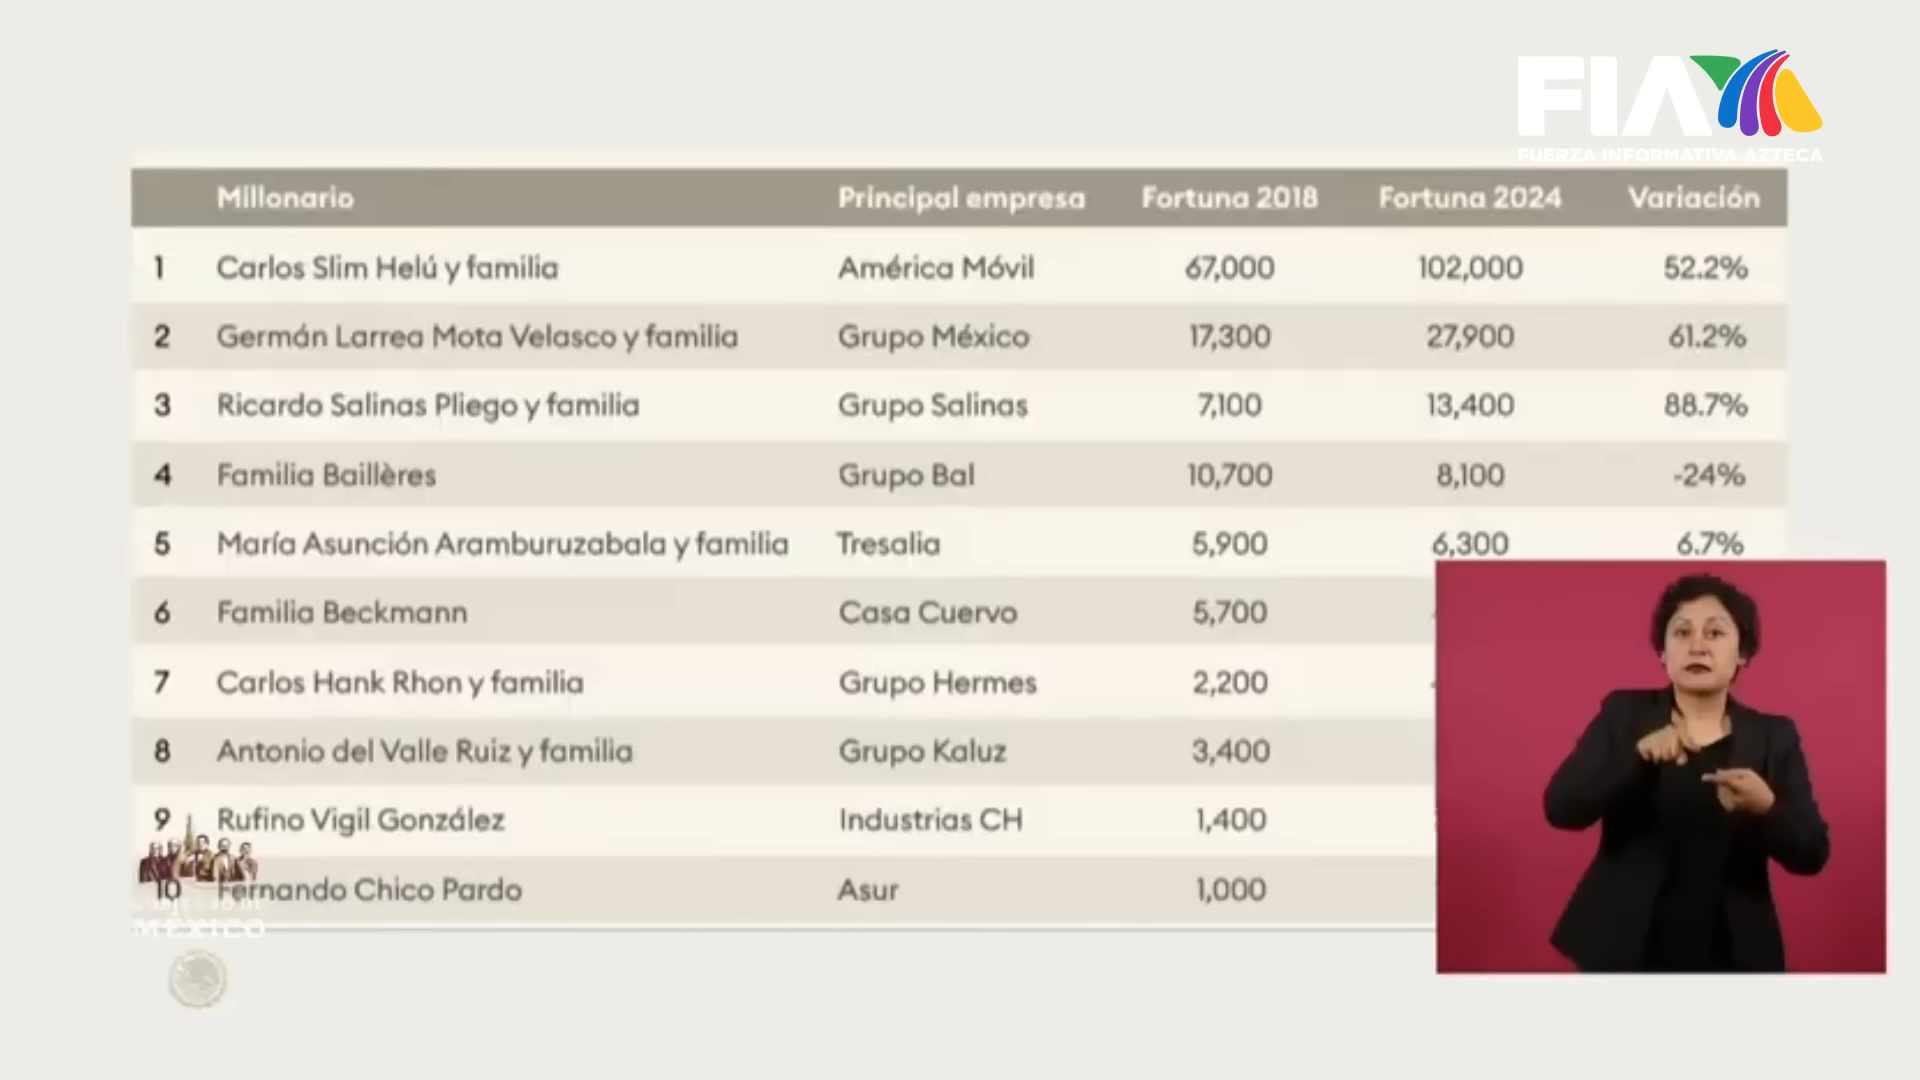 FIA
FUERZA INFORMATIVA AZTECA
Millonario Principal empresa Fortuna 2018 Fortuna 2024 Variación
1 Carlos Slim Helú y familia América Móvil 67,000 102,000 52.2%
2 Germán Larrea Mota Velasco y familia Grupo México 17,300 27,900 61.2%
3 Ricardo Salinas Pliego y familia Grupo Salinas 7,100 13,400 88.7%
4 Familia Baillères Grupo Bal 10,700 8,100 -24%
5 María Asunción Aramburuzabala y familia Tresalia 5,900 6,300 6.7%
6 Familia Beckmann Casa Cuervo 5,700
7 Carlos Hank Rhon y familia Grupo Hermes 2,200
8 Antonio del Valle Ruiz y familia Grupo Kaluz 3,400
9 Rufino Vigil González Industrias CH 1,400
10 Fernando Chico Pardo Asur 1,000
MÉXICO